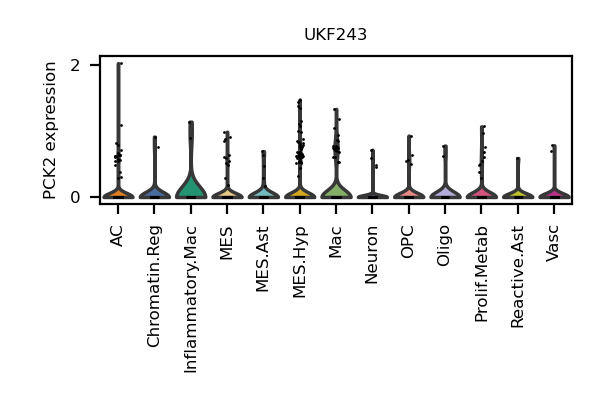 UKF243
PCK2 expression
2
0
AC
Chromatin.Reg
Inflammatory.Mac
MES
MES.Ast
MES.Hyp
Mac
Neuron
OPC
Oligo
Prolif.Metab
Reactive.Ast
Vasc